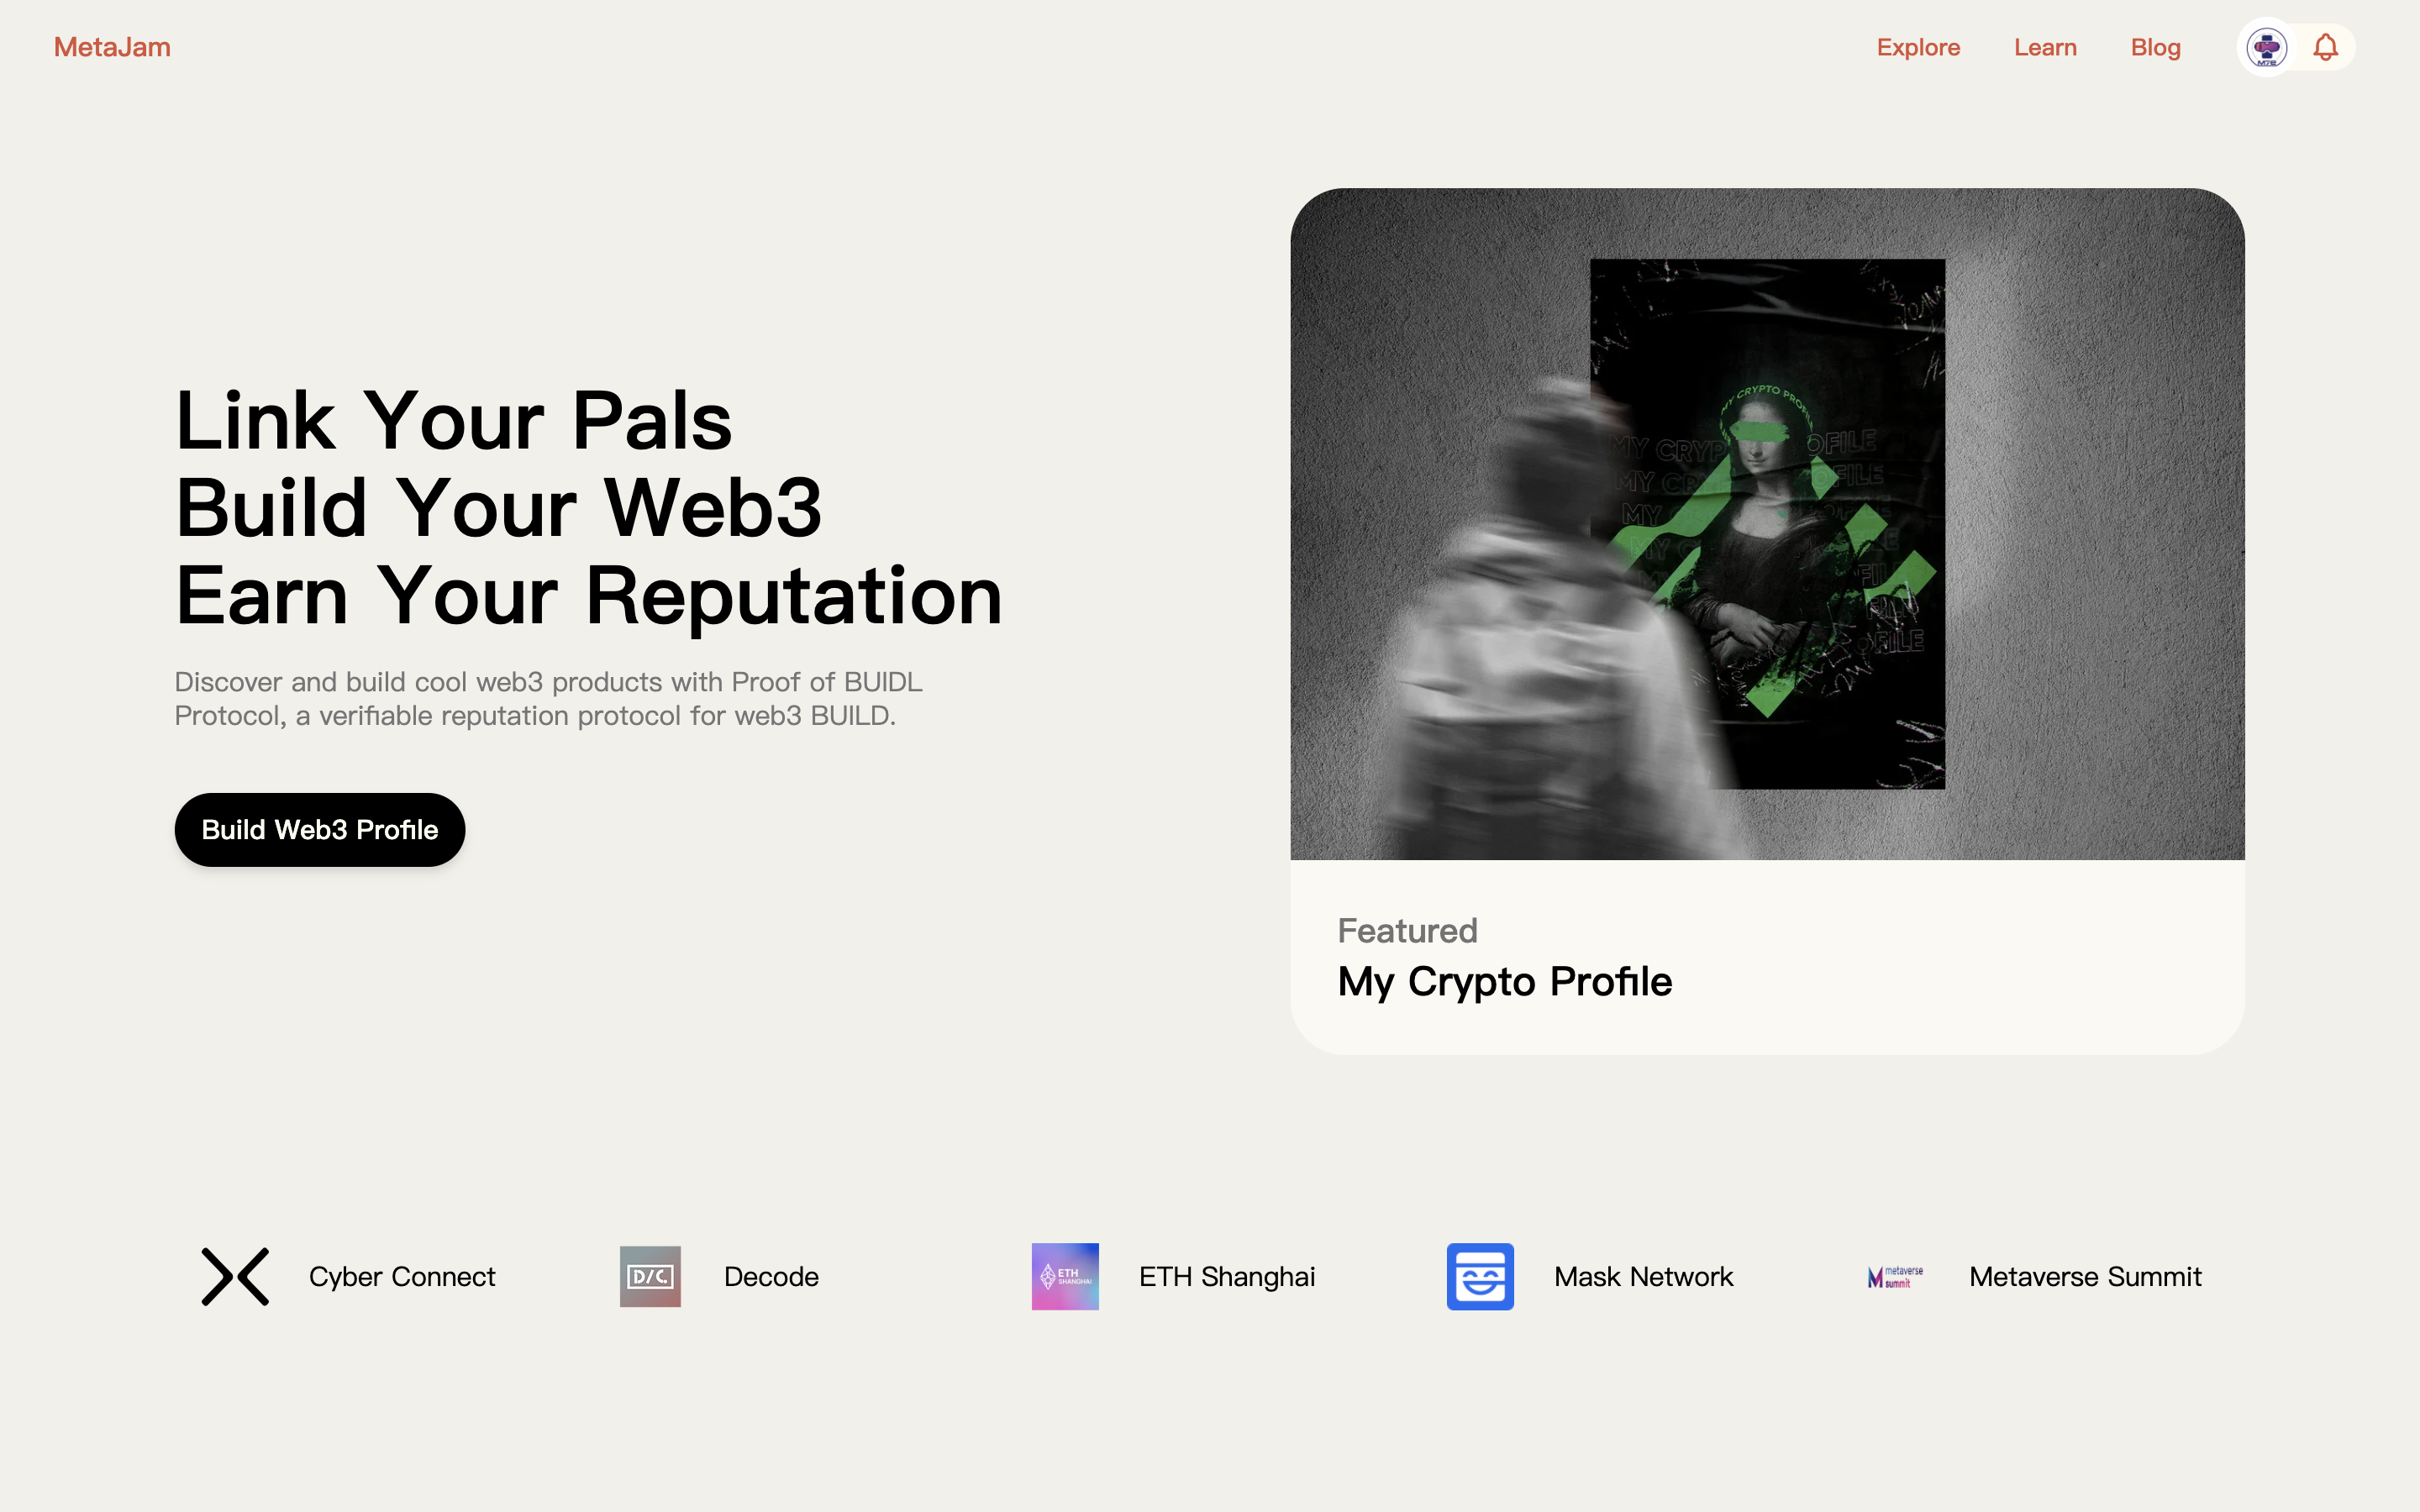 MetaJam
Explore
Learn
Blog
Link Your Pals
Build Your Web3
Earn Your Reputation
Discover and build cool web3 products with Proof of BUIDL
Protocol, a verifiable reputation protocol for web3 BUILD.
Build Web3 Profile
MY CRYPTO PROFILE
Featured
My Crypto Profile
Cyber Connect
D/C.
Decode
ETH
SHANGHAI
ETH Shanghai
Mask Network
metaverse
summit
Metaverse Summit